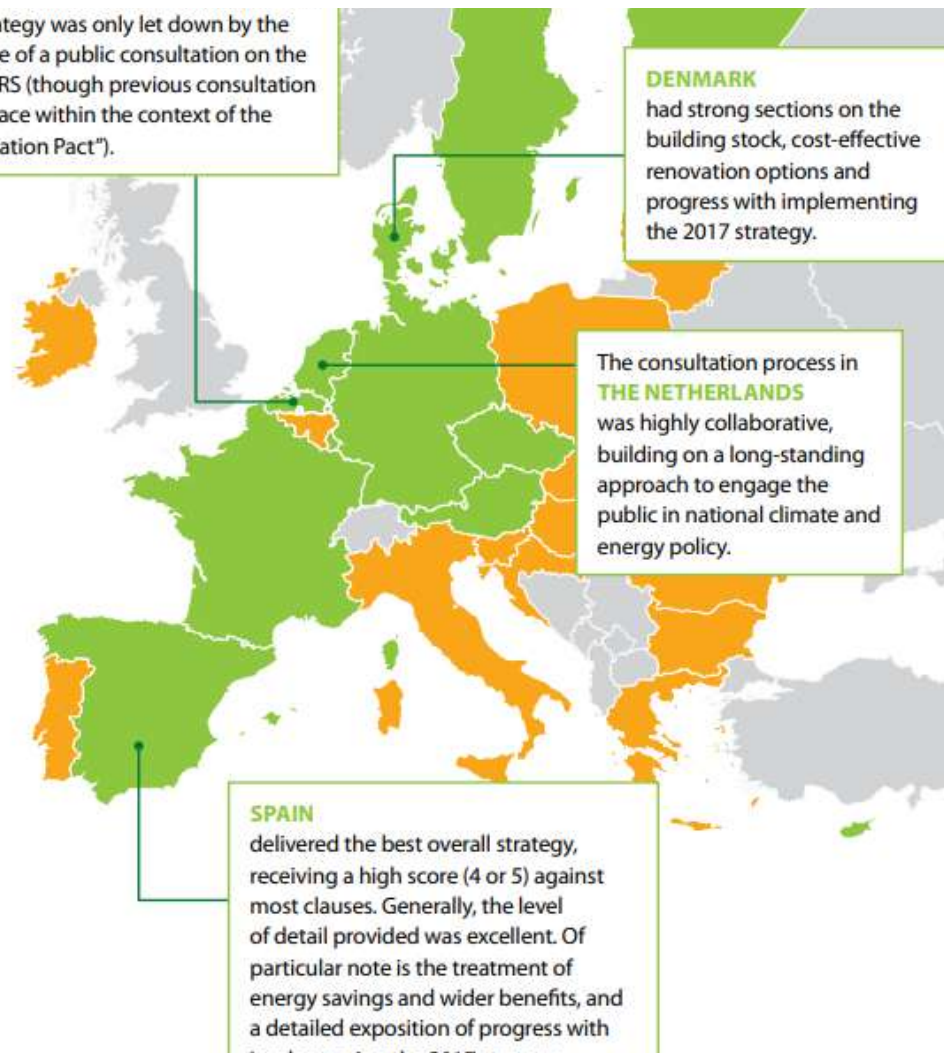 ategy was only let down by the
e of a public consultation on the
RS (though previous consultation
ace within the context of the
ation Pact").
DENMARK
had strong sections on the
building stock, cost-effective
renovation options and
progress with implementing
the 2017 strategy.
The consultation process in
THE NETHERLANDS
was highly collaborative,
building on a long-standing
approach to engage the
public in national climate and
energy policy.
SPAIN
delivered the best overall strategy,
receiving a high score (4 or 5) against
most clauses. Generally, the level
of detail provided was excellent. Of
particular note is the treatment of
energy savings and wider benefits, and
a detailed exposition of progress with